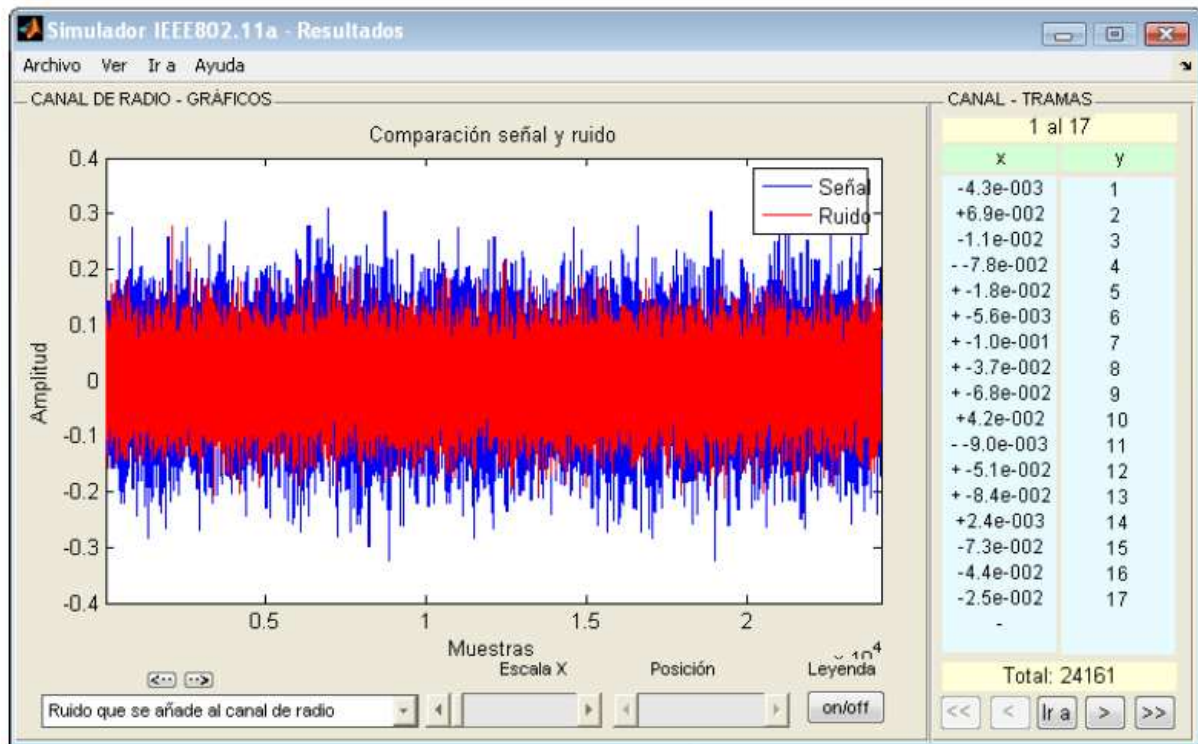 Simulador IEEE802.11a - Resultados
Archivo Ver Ir a Ayuda
CANAL DE RADIO - GRÁFICOS
Comparación señal y ruido
Señal
Ruido
0.4
0.3
0.2
0.1
0
-0.1
-0.2
-0.3
-0.4
Amplitud
0.5 1 1.5 2
Muestras
x 10^4
Escala X Posición Leyenda
<-- -->
Ruido que se añade al canal de radio
on/off
CANAL - TRAMAS
1 al 17
x y
-4.3e-003 1
+6.9e-002 2
-1.1e-002 3
- -7.8e-002 4
+ -1.8e-002 5
+ -5.6e-003 6
+ -1.0e-001 7
+ -3.7e-002 8
+ -6.8e-002 9
+4.2e-002 10
- -9.0e-003 11
+ -5.1e-002 12
+ -8.4e-002 13
+2.4e-003 14
-7.3e-002 15
-4.4e-002 16
-2.5e-002 17
-
Total: 24161
<< < Ir a > >>